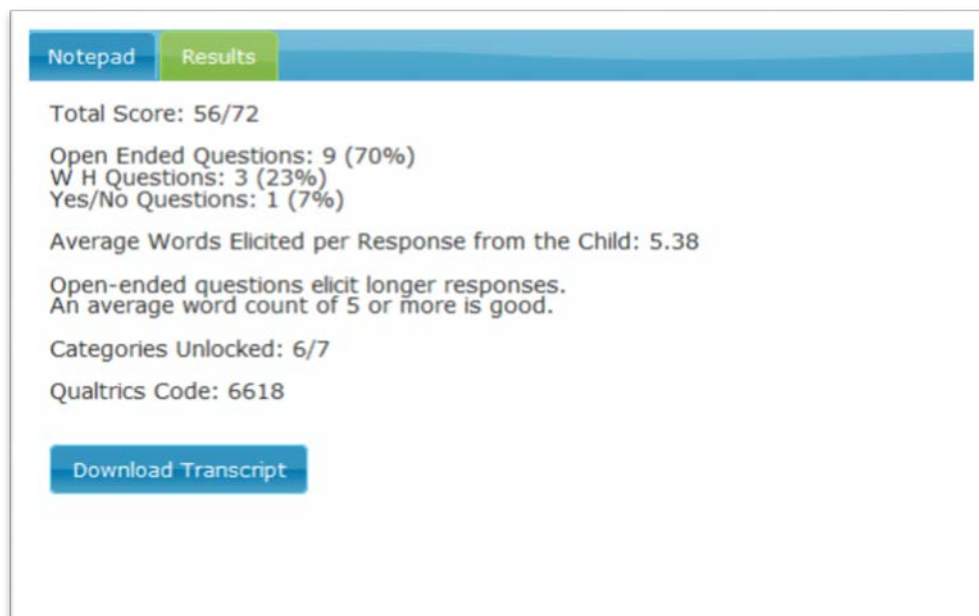 Notepad
Results
Total Score: 56/72
Open Ended Questions: 9 (70%)
W H Questions: 3 (23%)
Yes/No Questions: 1 (7%)
Average Words Elicited per Response from the Child: 5.38
Open-ended questions elicit longer responses.
An average word count of 5 or more is good.
Categories Unlocked: 6/7
Qualtrics Code: 6618
Download Transcript